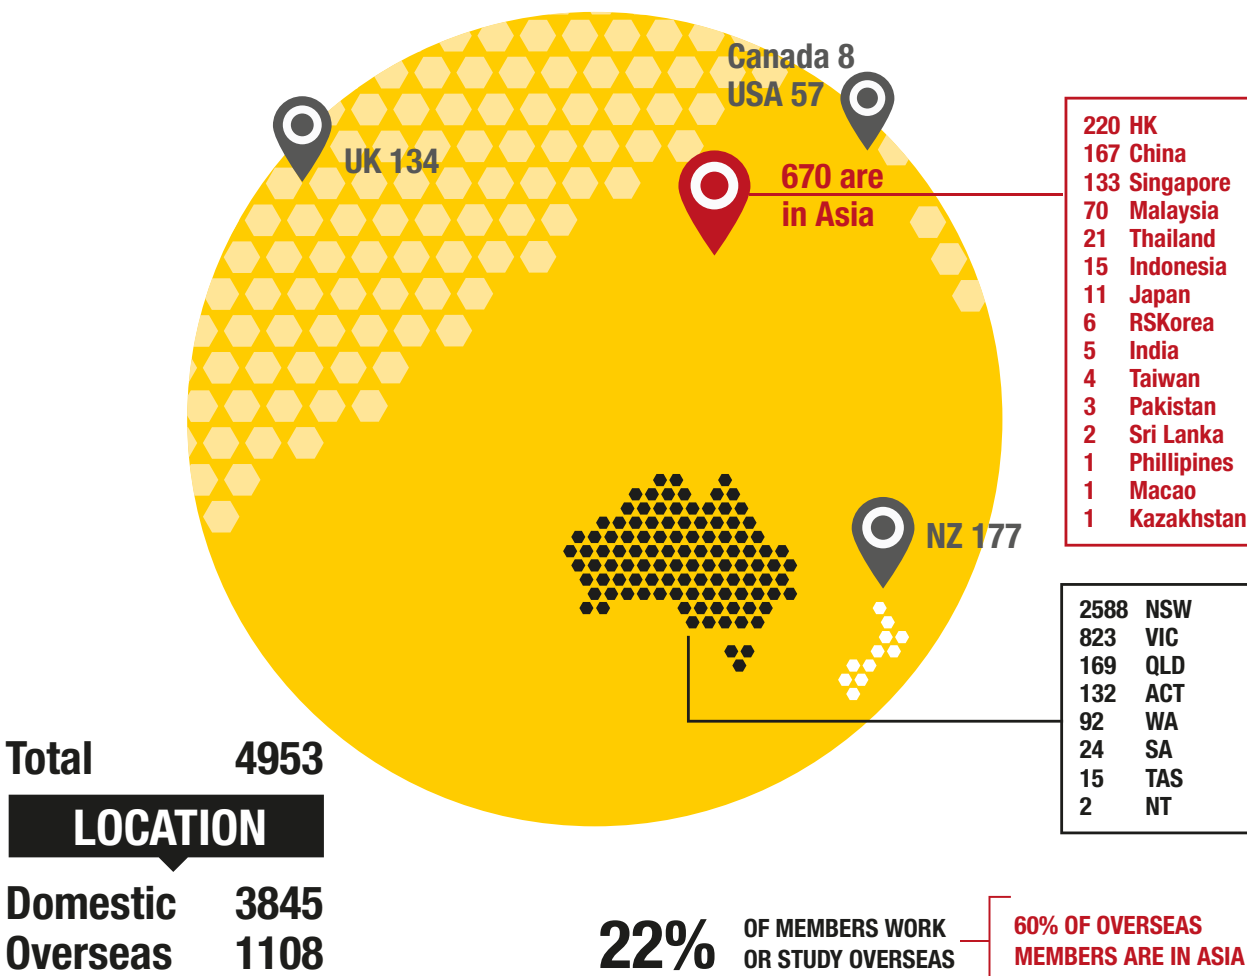 Canada 8
USA 57
UK 134
670 are
in Asia
220 HK
167 China
133 Singapore
70 Malaysia
21 Thailand
15 Indonesia
11 Japan
6 RSKorea
5 India
4 Taiwan
3 Pakistan
2 Sri Lanka
1 Phillipines
1 Macao
1 Kazakhstan
NZ 177
2588 NSW
823 VIC
169 QLD
132 ACT
92 WA
24 SA
15 TAS
2 NT
Total 4953
LOCATION
Domestic 3845
Overseas 1108
22% OF MEMBERS WORK
OR STUDY OVERSEAS
60% OF OVERSEAS
MEMBERS ARE IN ASIA